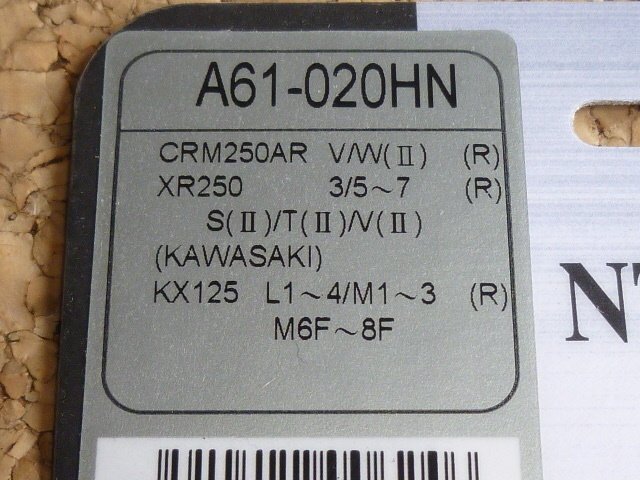 A61-020HN
CRM250AR V/W(Ⅱ) (R)
XR250 3/5～7 (R)
S(Ⅱ)/T(Ⅱ)/V(Ⅱ)
(KAWASAKI)
KX125 L1～4/M1～3 (R)
M6F～8F